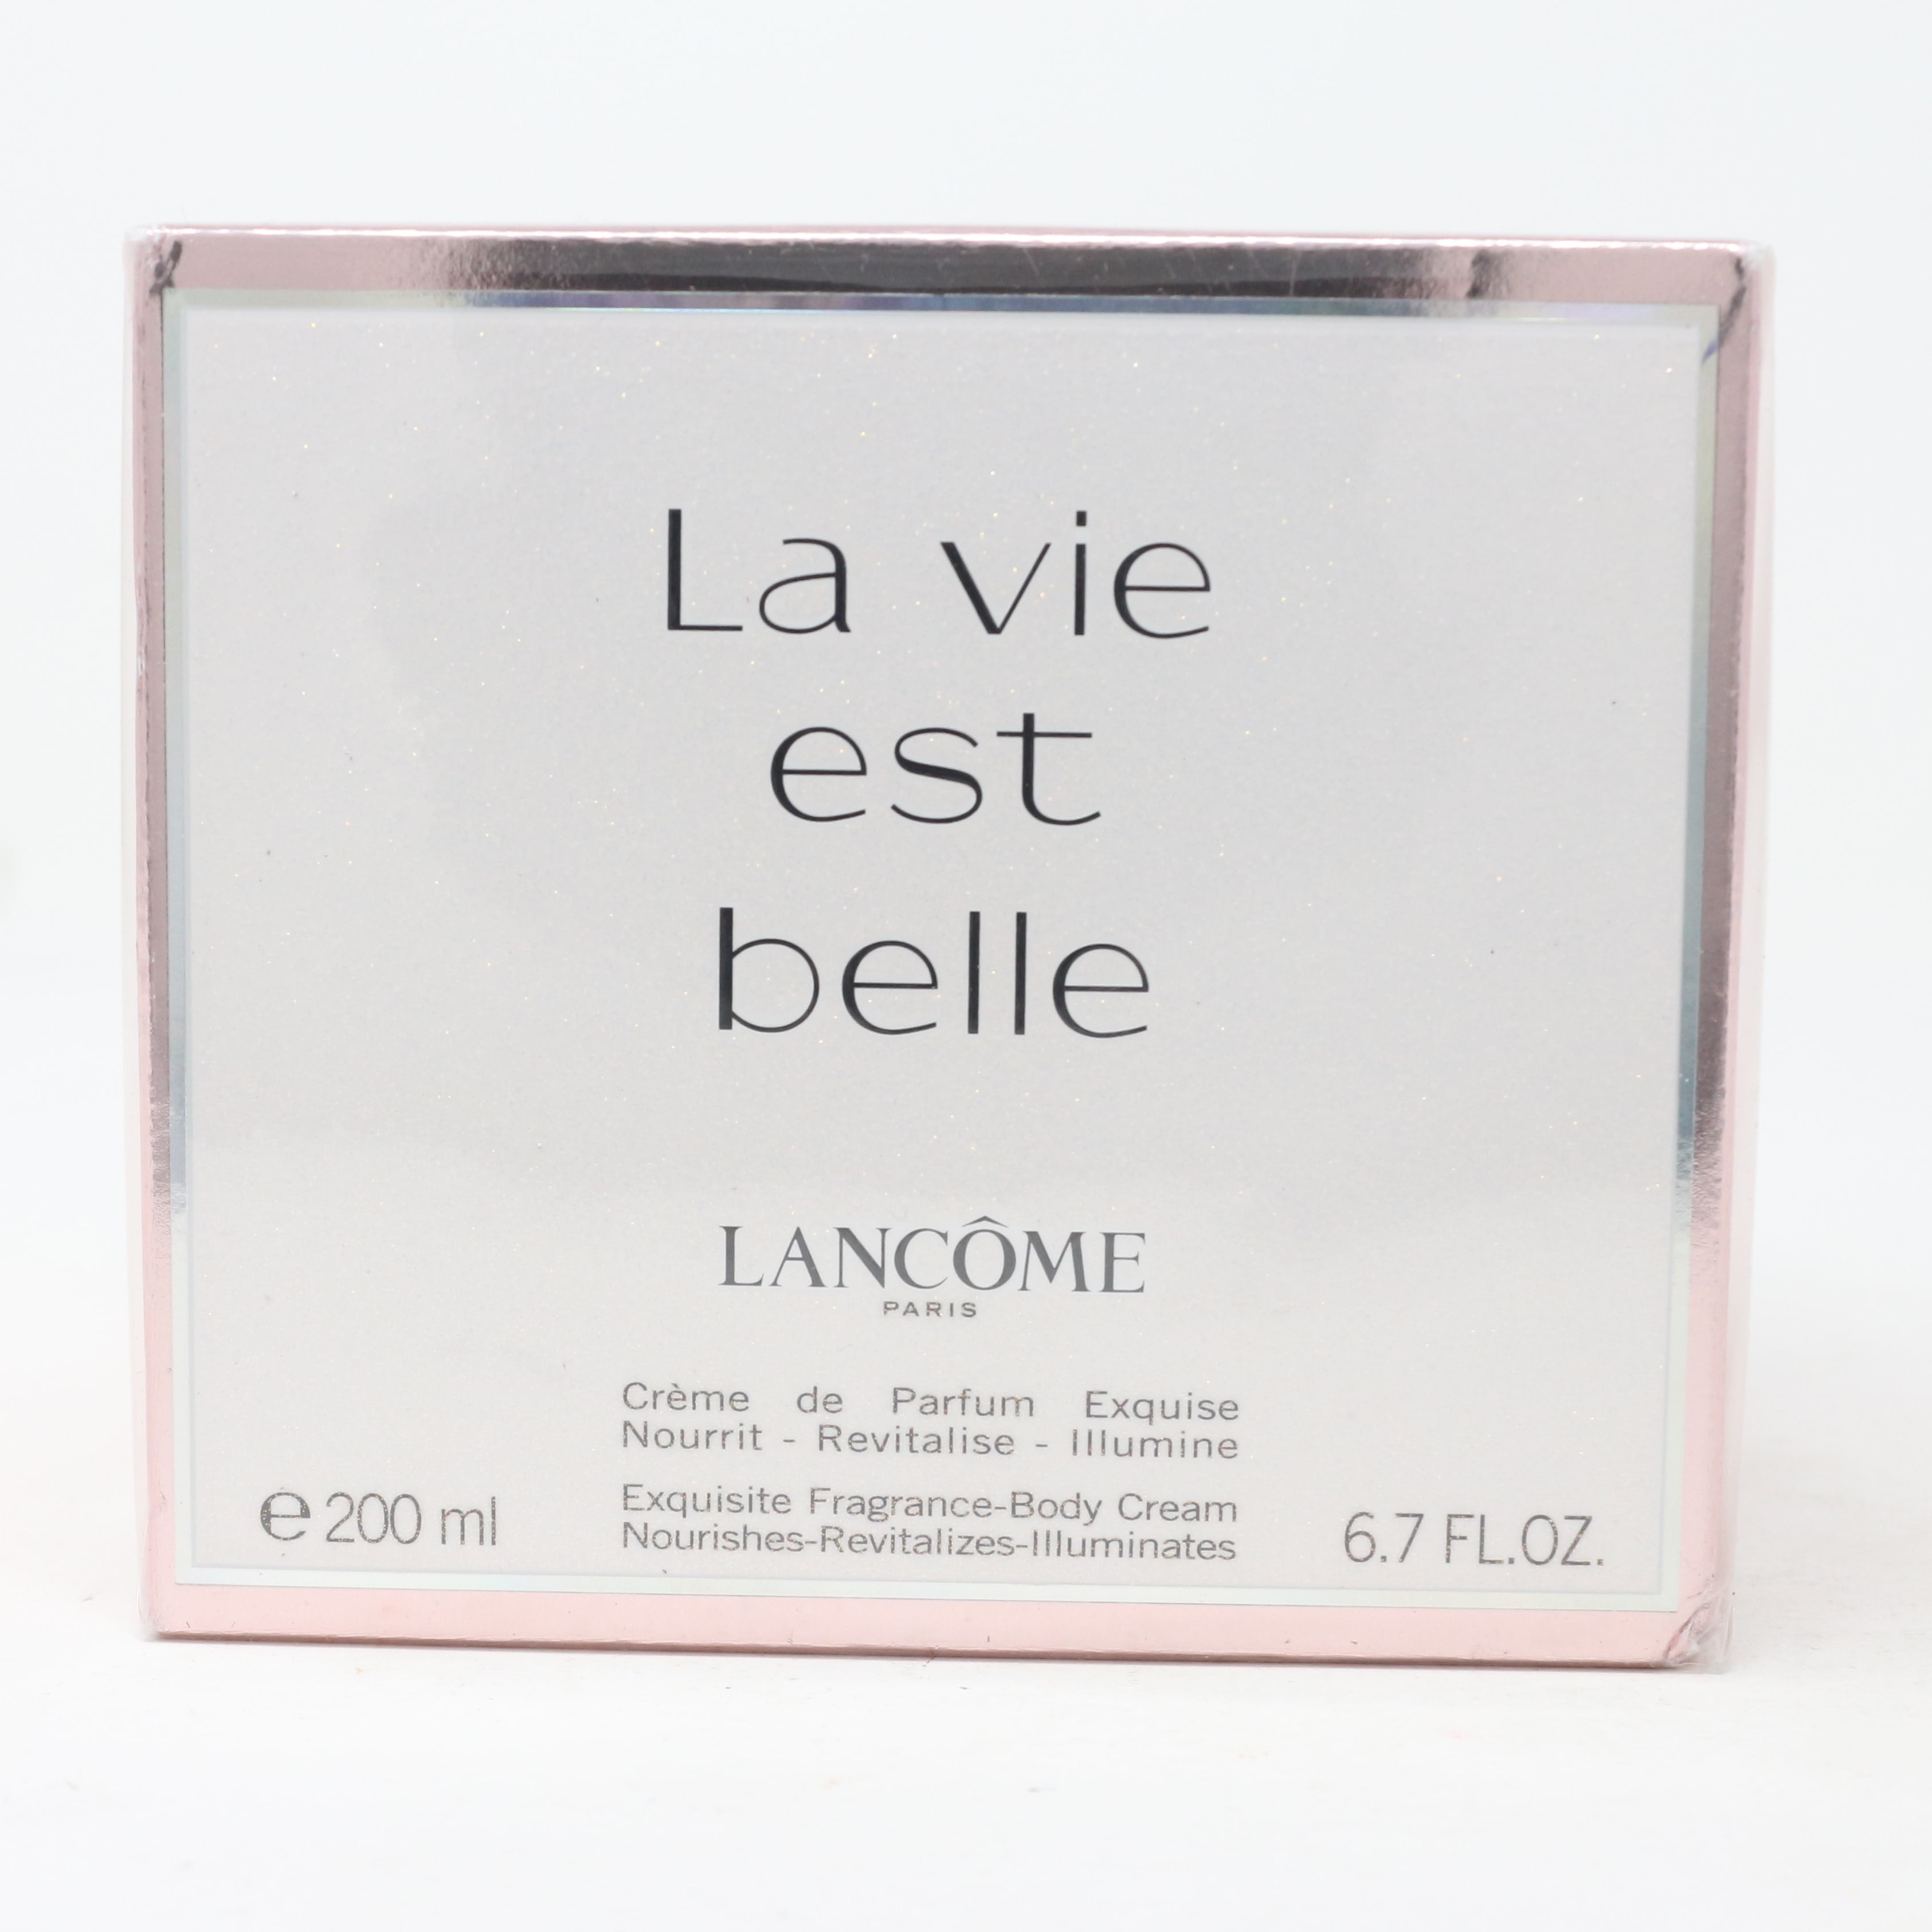 La vie
est
belle
LANCÔME
PARIS
Crème de Parfum Exquise
Nourrit - Revitalise - Illumine
Exquisite Fragrance-Body Cream
Nourishes-Revitalizes-Illuminates
℮ 200 ml
6.7 FL.OZ.